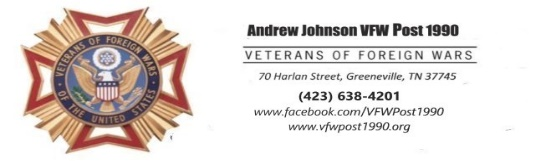 VETERANS OF FOREIGN WARS
OF THE UNITED STATES
Andrew Johnson VFW Post 1990
VETERANS OF FOREIGN WARS
70 Harlan Street, Greeneville, TN 37745
(423) 638-4201
www.facebook.com/VFWPost1990
www.vfwpost1990.org